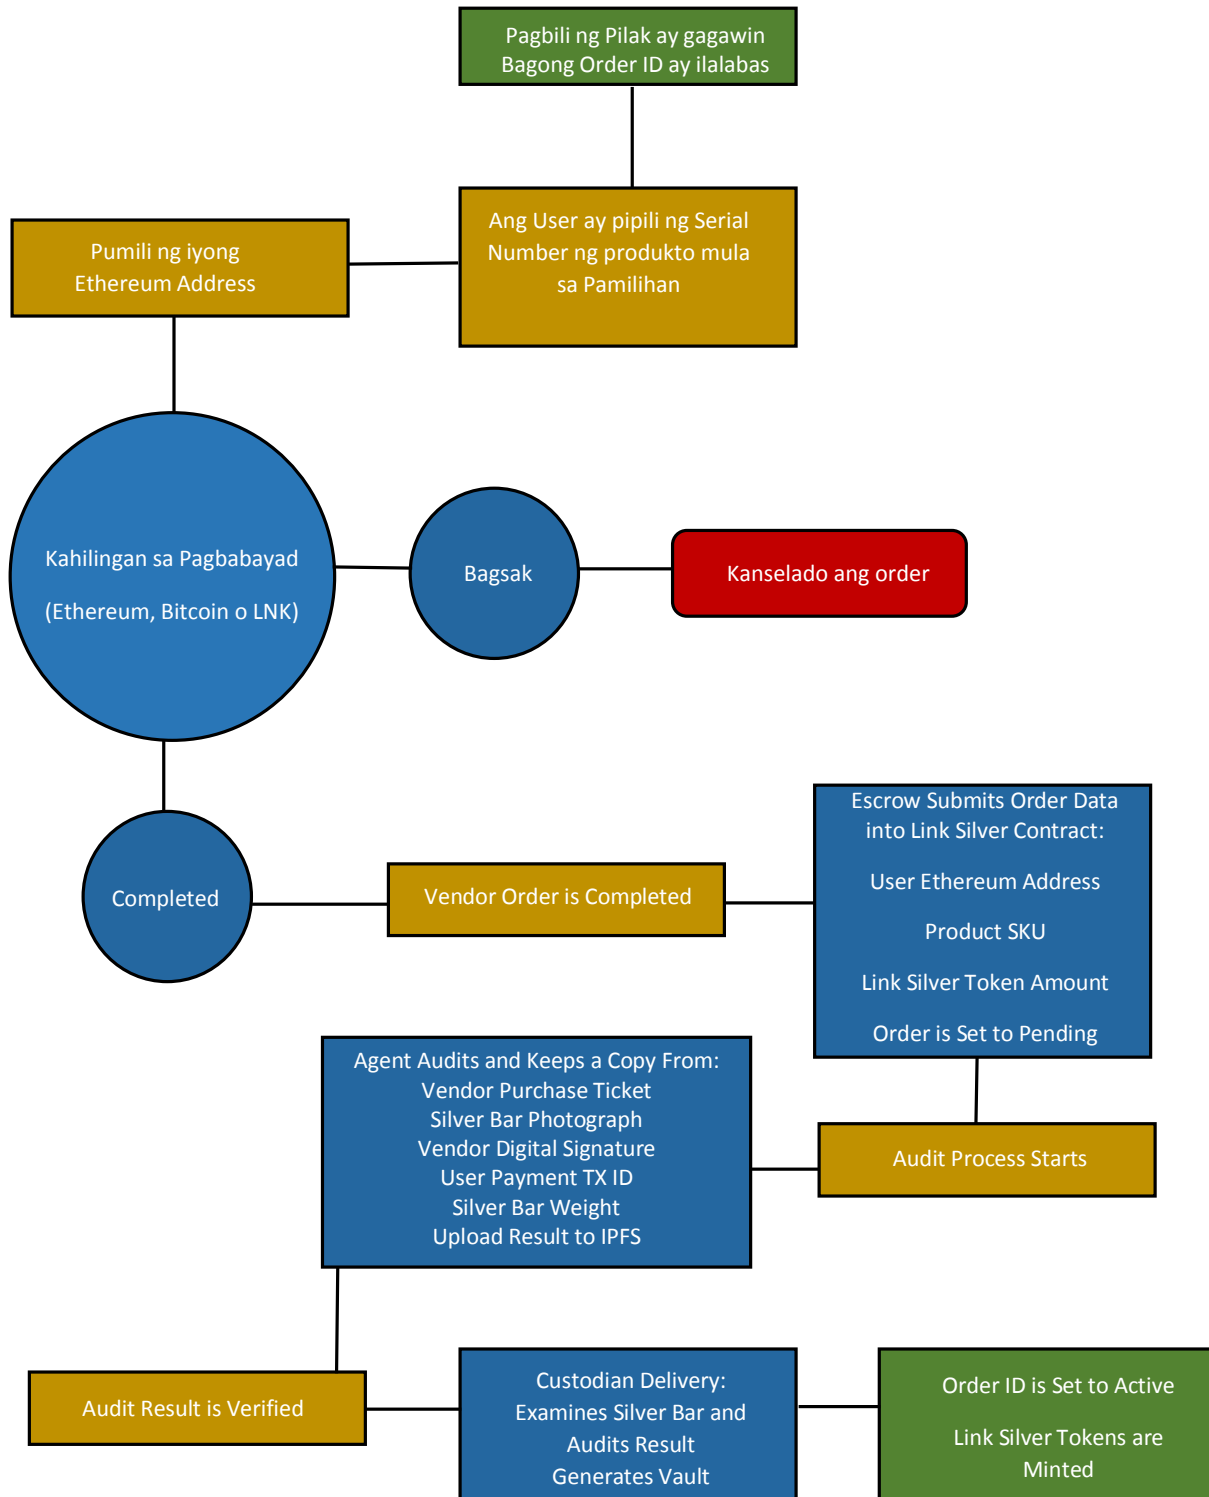 Pagbili ng Pilak ay gagawin
Bagong Order ID ay ilalabas
Ang User ay pipili ng Serial
Number ng produkto mula
sa Pamilihan
Pumili ng iyong
Ethereum Address
Kahilingan sa Pagbabayad
(Ethereum, Bitcoin o LNK)
Bagsak
Kanselado ang order
Completed
Vendor Order is Completed
Escrow Submits Order Data
into Link Silver Contract:
User Ethereum Address
Product SKU
Link Silver Token Amount
Order is Set to Pending
Audit Process Starts
Agent Audits and Keeps a Copy From:
Vendor Purchase Ticket
Silver Bar Photograph
Vendor Digital Signature
User Payment TX ID
Silver Bar Weight
Upload Result to IPFS
Audit Result is Verified
Custodian Delivery:
Examines Silver Bar and
Audits Result
Generates Vault
Order ID is Set to Active
Link Silver Tokens are
Minted